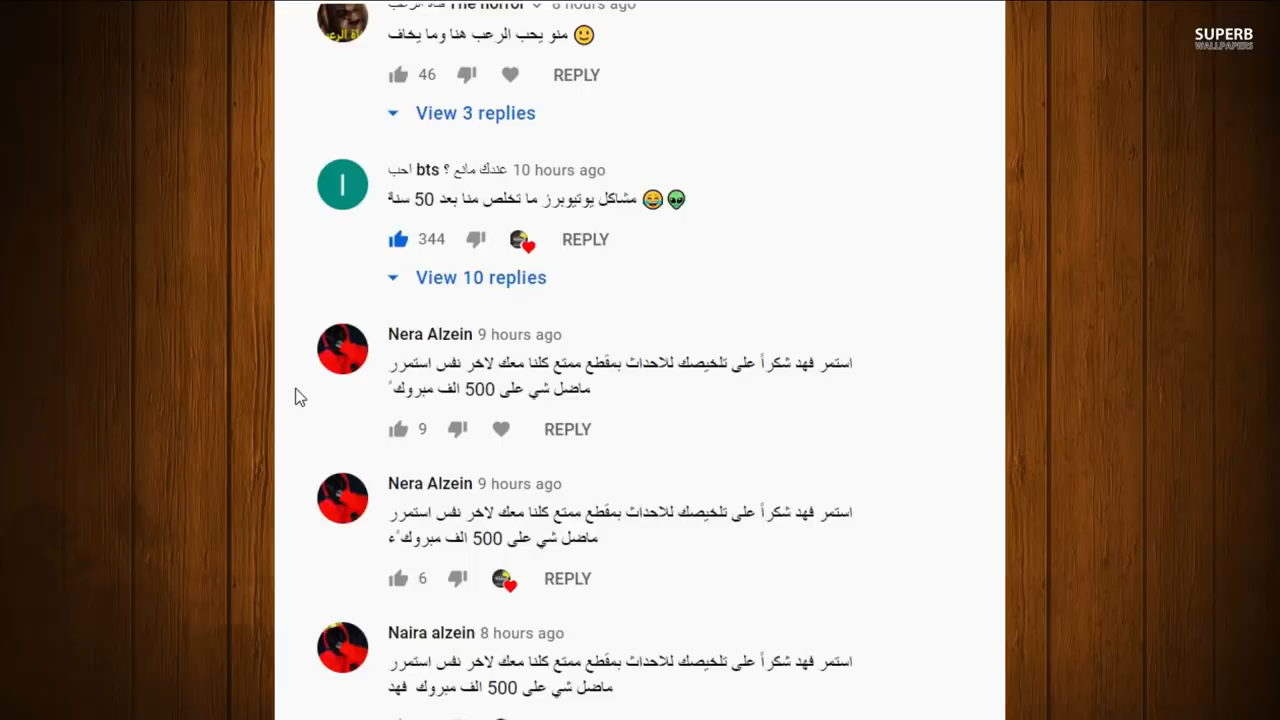 The horror 8 hours ago
منو يحب الرعب هنا وما يخاف
46 REPLY
View 3 replies
احب bts عندك مانع ؟ 10 hours ago
مشاكل يوتيوبرز ما تخلص منا بعد 50 سنة 😂👽
344 REPLY
View 10 replies
Nera Alzein 9 hours ago
استمر فهد شكراً على تلخيصك للاحداث بمقطع ممتع كلنا معك لاخر نفس استمرر
ماضل شي على 500 الف مبروكً
9 REPLY
Nera Alzein 9 hours ago
استمر فهد شكراً على تلخيصك للاحداث بمقطع ممتع كلنا معك لاخر نفس استمرر
ماضل شي على 500 الف مبروكًء
6 REPLY
Naira alzein 8 hours ago
استمر فهد شكراً على تلخيصك للاحداث بمقطع ممتع كلنا معك لاخر نفس استمرر
ماضل شي على 500 الف مبروك فهد
SUPERB
WALLPAPERS